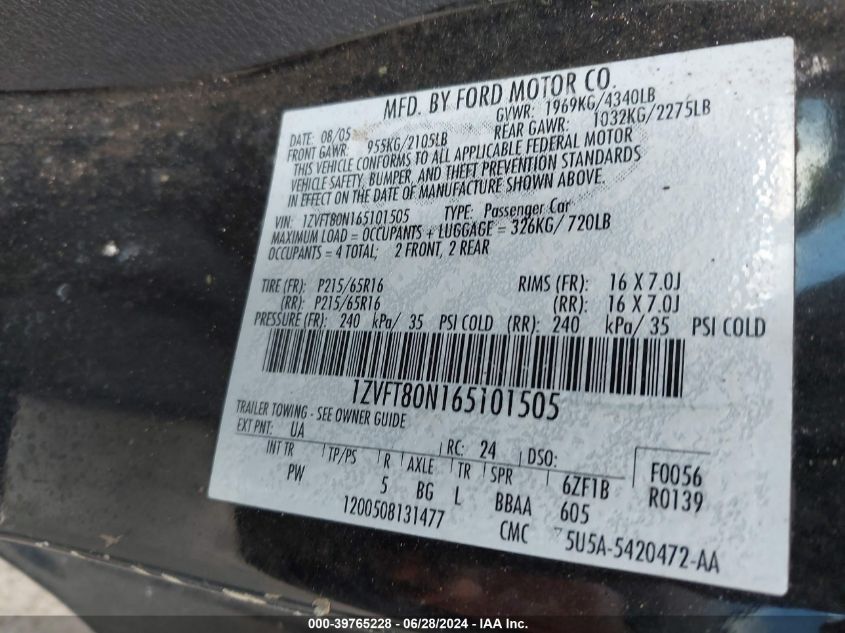 MFD. BY FORD MOTOR CO.
DATE: 08/05 GVWR: 1969KG/4340LB
FRONT GAWR: 955KG/2105LB REAR GAWR: 1032KG/2275LB
THIS VEHICLE CONFORMS TO ALL APPLICABLE FEDERAL MOTOR
VEHICLE SAFETY, BUMPER, AND THEFT PREVENTION STANDARDS
IN EFFECT ON THE DATE OF MANUFACTURE SHOWN ABOVE.
VIN: 1ZVFT80N165101505 TYPE: Passenger Car
MAXIMUM LOAD = OCCUPANTS + LUGGAGE = 326KG/ 720LB
OCCUPANTS = 4 TOTAL; 2 FRONT, 2 REAR
TIRE (FR): P215/65R16 RIMS (FR): 16 X 7.0J
(RR): P215/65R16 (RR): 16 X 7.0J
PRESSURE (FR): 240 kPa/ 35 PSI COLD (RR): 240 kPa/ 35 PSI COLD
1ZVFT80N165101505
TRAILER TOWING - SEE OWNER GUIDE
EXT PNT: UA RC: 24 DSO:
INT TR TP/PS R AXLE TR SPR 6ZF1B F0056
PW 5 BG L BBAA 605 R0139
1200508131477 CMC 5U5A-5420472-AA
000-39765228 - 06/28/2024 - IAA Inc.